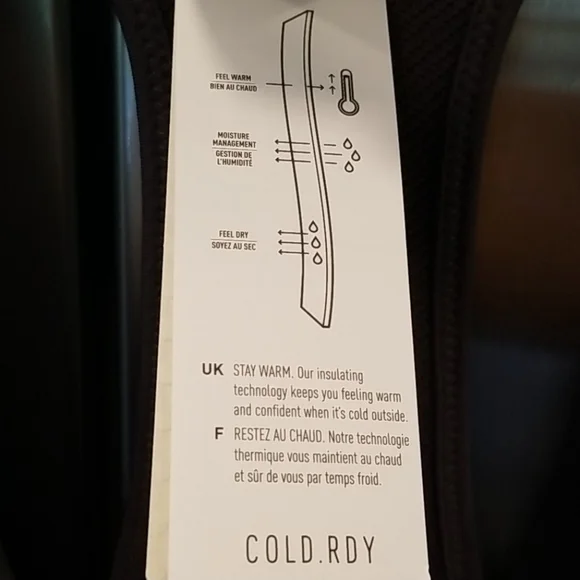 FEEL WARM
BIEN AU CHAUD
MOISTURE
MANAGEMENT
GESTION DE
L'HUMIDITÉ
FEEL DRY
SOYEZ AU SEC
UK STAY WARM. Our insulating
technology keeps you feeling warm
and confident when it's cold outside.
F RESTEZ AU CHAUD. Notre technologie
thermique vous maintient au chaud
et sûr de vous par temps froid.
COLD.RDY